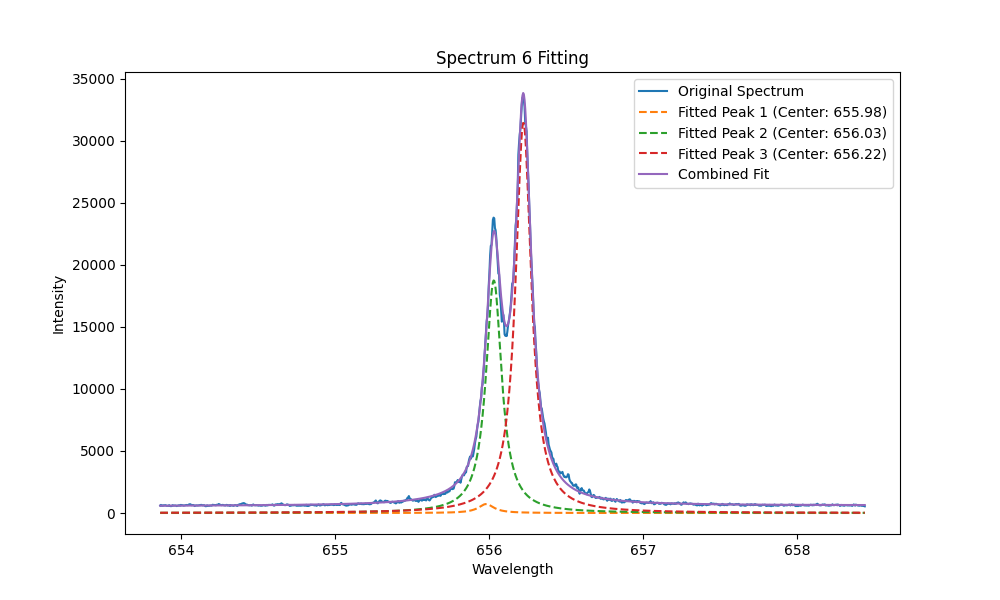 Spectrum 6 Fitting
35000
30000
25000
20000
15000
10000
5000
0
Intensity
Original Spectrum
Fitted Peak 1 (Center: 655.98)
Fitted Peak 2 (Center: 656.03)
Fitted Peak 3 (Center: 656.22)
Combined Fit
654 655 656 657 658
Wavelength